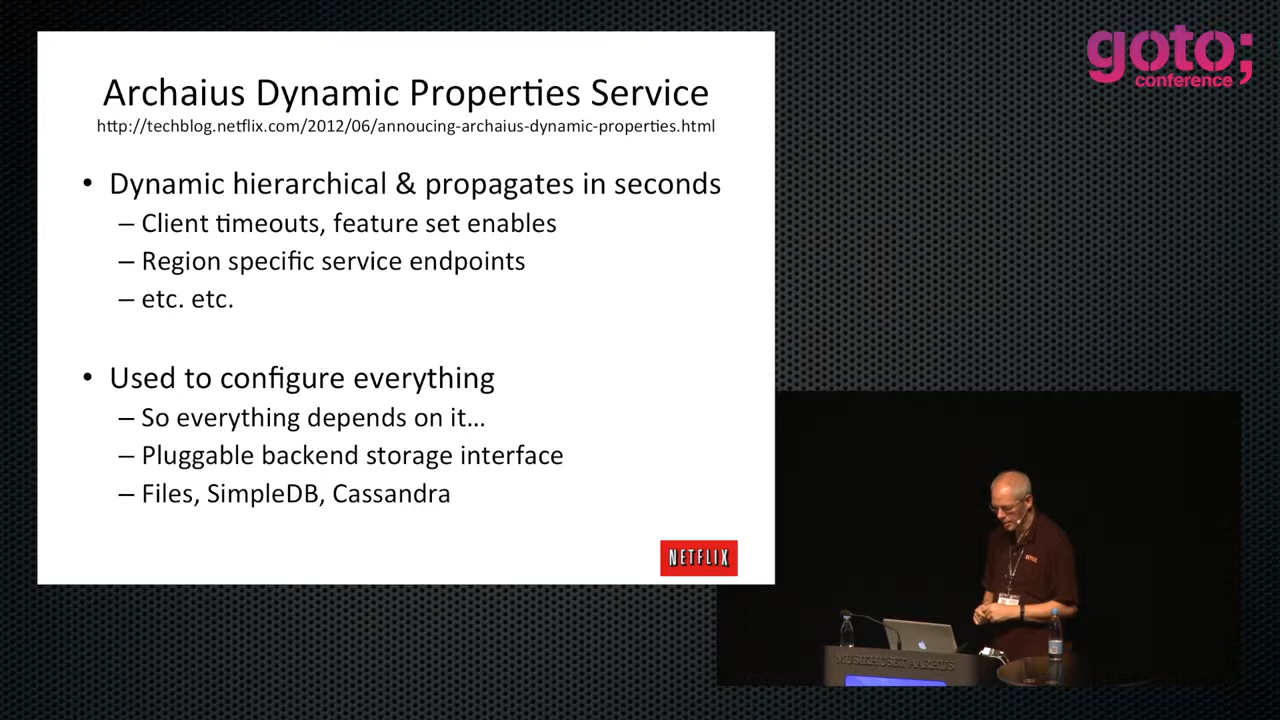 Archaius Dynamic Properties Service
http://techblog.netflix.com/2012/06/annoucing-archaius-dynamic-properties.html
• Dynamic hierarchical & propagates in seconds
– Client timeouts, feature set enables
– Region specific service endpoints
– etc. etc.
• Used to configure everything
– So everything depends on it…
– Pluggable backend storage interface
– Files, SimpleDB, Cassandra
NETFLIX
goto;
conference
MUSIKHUSET AARHUS